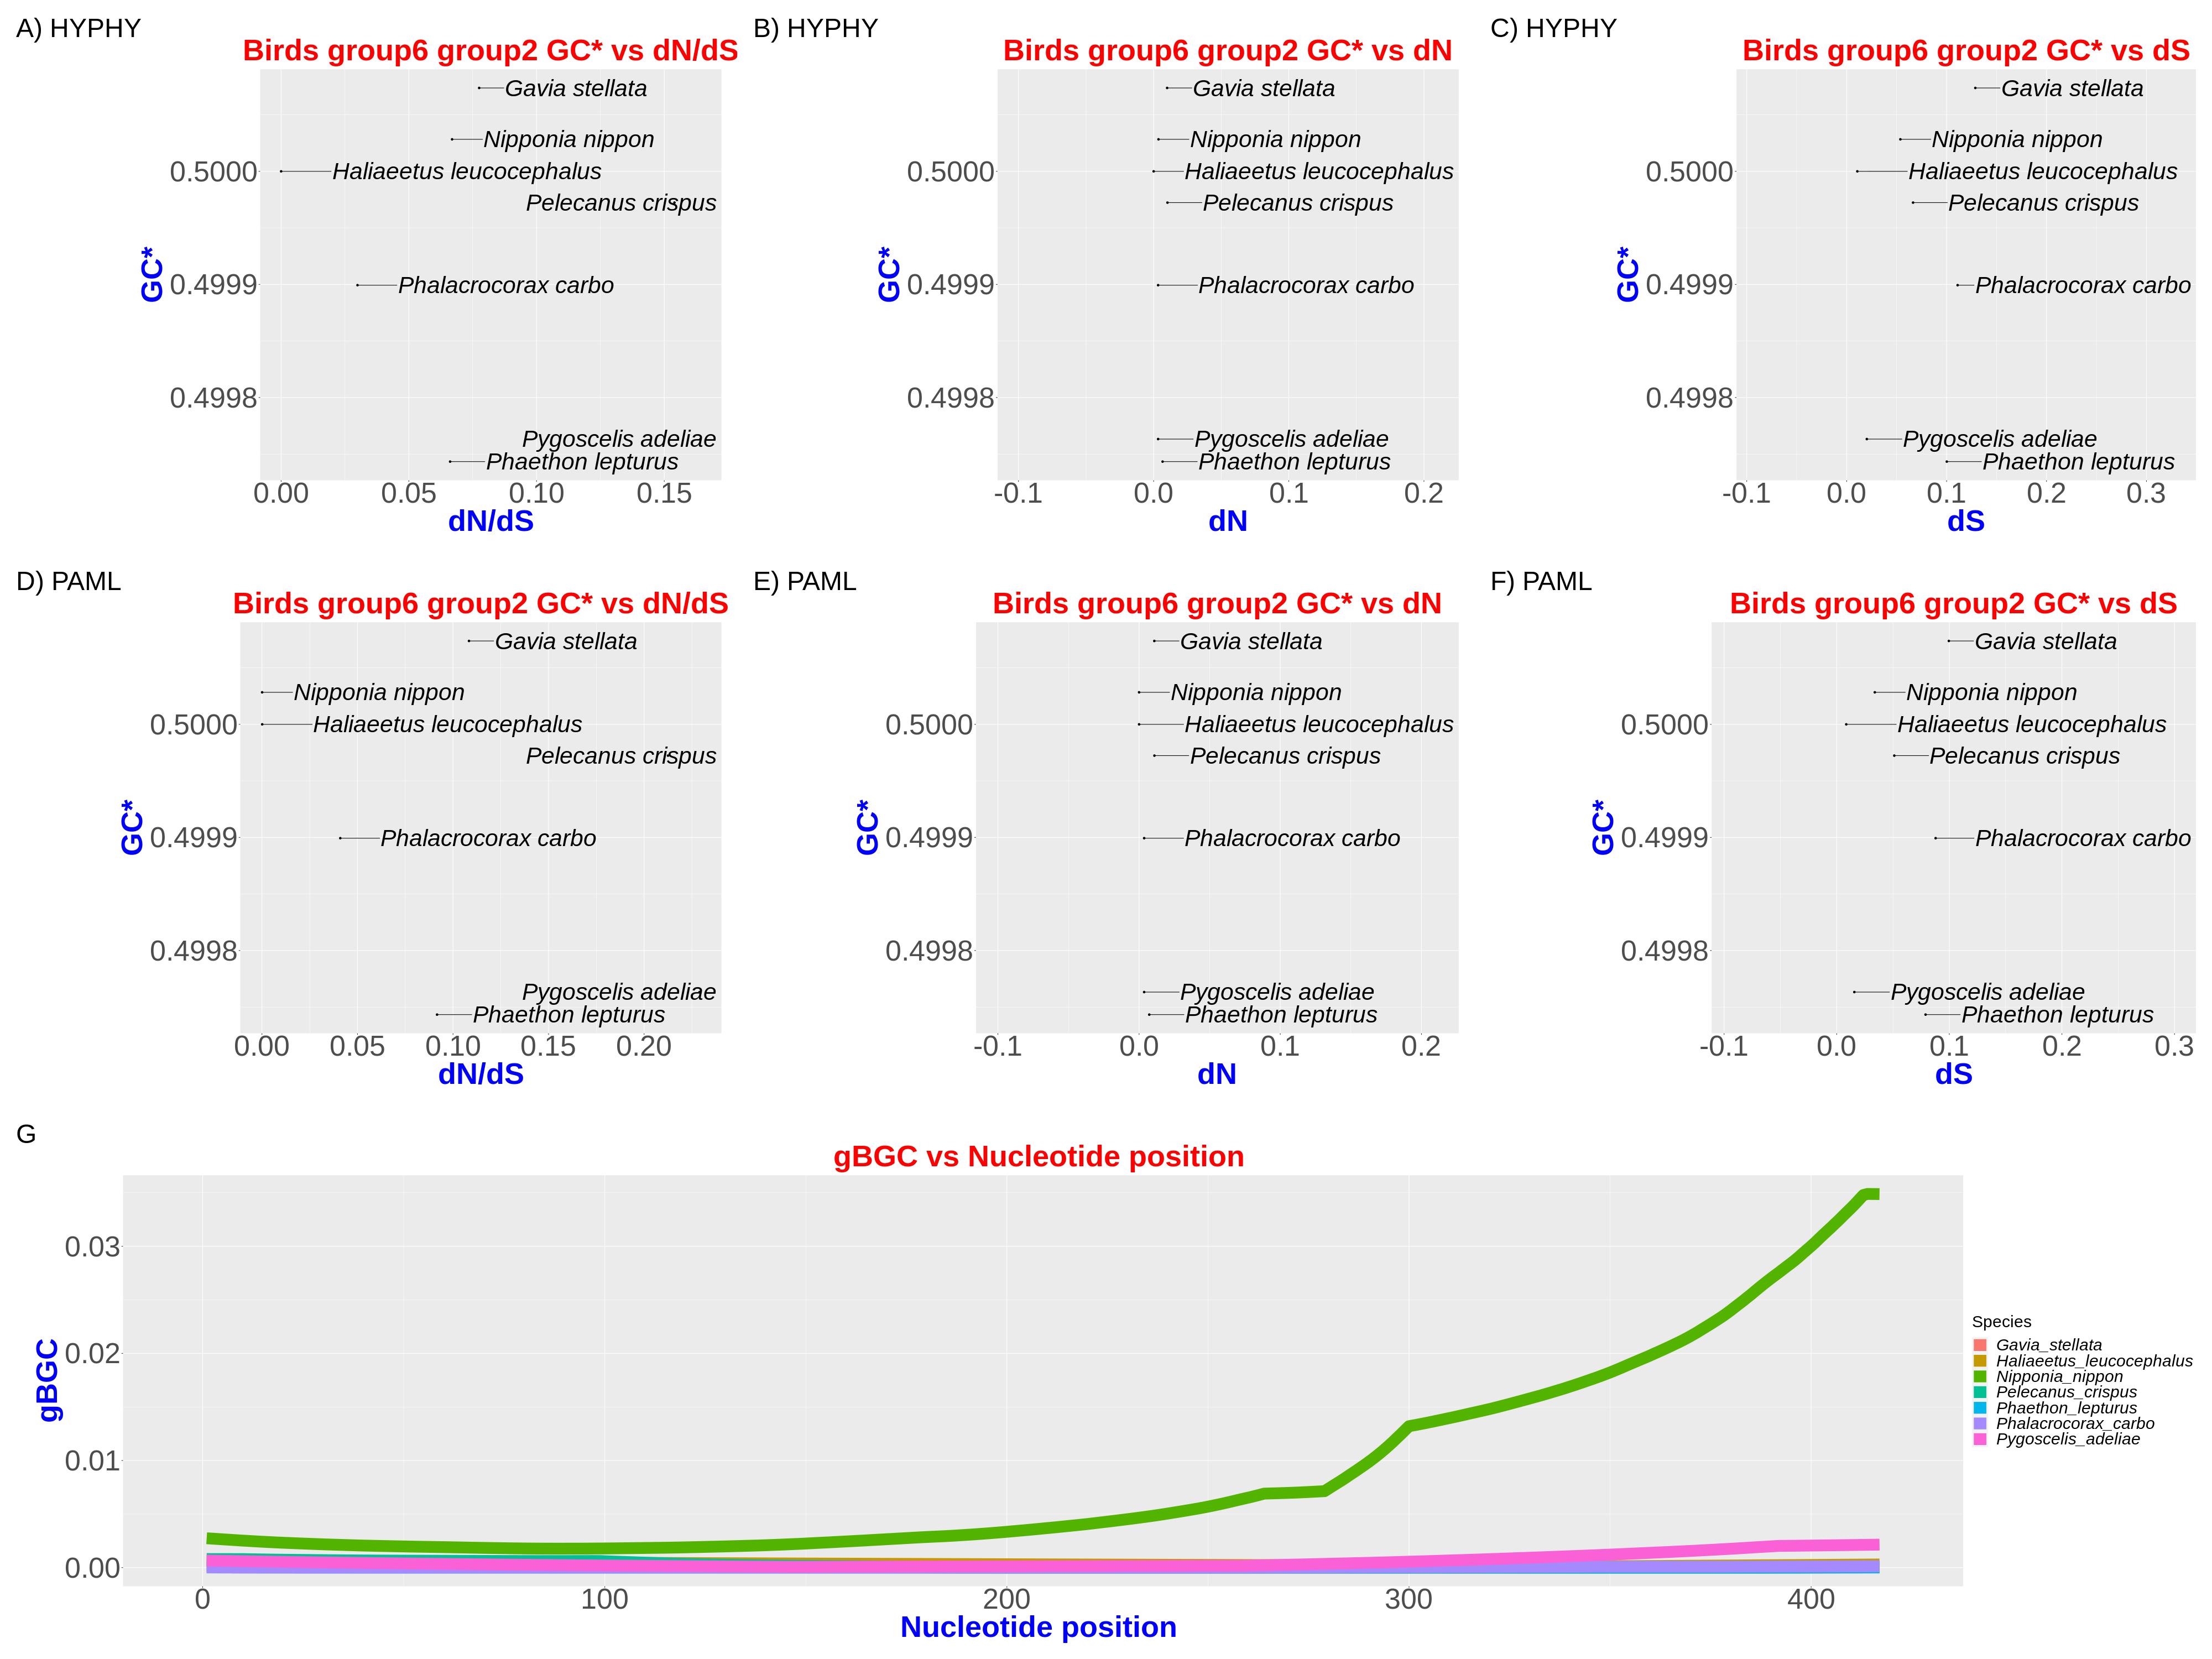 A) HYPHY
Birds group6 group2 GC* vs dN/dS
Gavia stellata
Nipponia nippon
0.5000
Haliaeetus leucocephalus
Pelecanus crispus
GC*
0.4999
Phalacrocorax carbo
0.4998
Pygoscelis adeliae
Phaethon lepturus
0.00 0.05 0.10 0.15
dN/dS
B) HYPHY
Birds group6 group2 GC* vs dN
Gavia stellata
Nipponia nippon
0.5000
Haliaeetus leucocephalus
Pelecanus crispus
GC*
0.4999
Phalacrocorax carbo
0.4998
Pygoscelis adeliae
Phaethon lepturus
-0.1 0.0 0.1 0.2
dN
C) HYPHY
Birds group6 group2 GC* vs dS
Gavia stellata
Nipponia nippon
0.5000
Haliaeetus leucocephalus
Pelecanus crispus
GC*
0.4999
Phalacrocorax carbo
0.4998
Pygoscelis adeliae
Phaethon lepturus
-0.1 0.0 0.1 0.2 0.3
dS
D) PAML
Birds group6 group2 GC* vs dN/dS
Gavia stellata
Nipponia nippon
0.5000
Haliaeetus leucocephalus
Pelecanus crispus
GC*
0.4999
Phalacrocorax carbo
0.4998
Pygoscelis adeliae
Phaethon lepturus
0.00 0.05 0.10 0.15 0.20
dN/dS
E) PAML
Birds group6 group2 GC* vs dN
Gavia stellata
Nipponia nippon
0.5000
Haliaeetus leucocephalus
Pelecanus crispus
GC*
0.4999
Phalacrocorax carbo
0.4998
Pygoscelis adeliae
Phaethon lepturus
-0.1 0.0 0.1 0.2
dN
F) PAML
Birds group6 group2 GC* vs dS
Gavia stellata
Nipponia nippon
0.5000
Haliaeetus leucocephalus
Pelecanus crispus
GC*
0.4999
Phalacrocorax carbo
0.4998
Pygoscelis adeliae
Phaethon lepturus
-0.1 0.0 0.1 0.2 0.3
dS
G
gBGC vs Nucleotide position
0.03
0.02
gBGC
0.01
0.00
0 100 200 300 400
Nucleotide position
Species
Gavia_stellata
Haliaeetus_leucocephalus
Nipponia_nippon
Pelecanus_crispus
Phaethon_lepturus
Phalacrocorax_carbo
Pygoscelis_adeliae